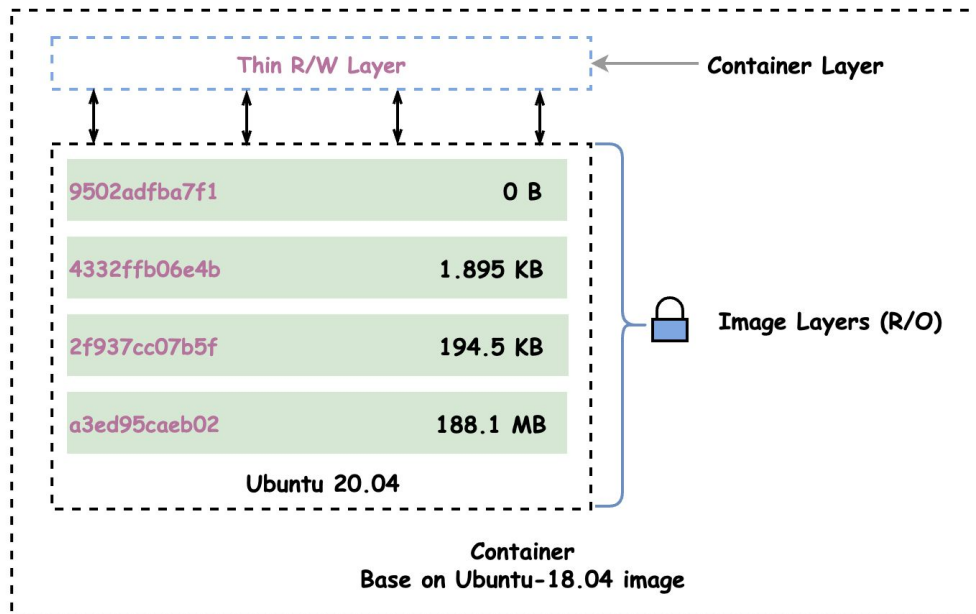 Thin R/W Layer
Container Layer
9502adfba7f1 0 B
4332ffb06e4b 1.895 KB
2f937cc07b5f 194.5 KB
a3ed95caeb02 188.1 MB
Image Layers (R/O)
Ubuntu 20.04
Container
Base on Ubuntu-18.04 image